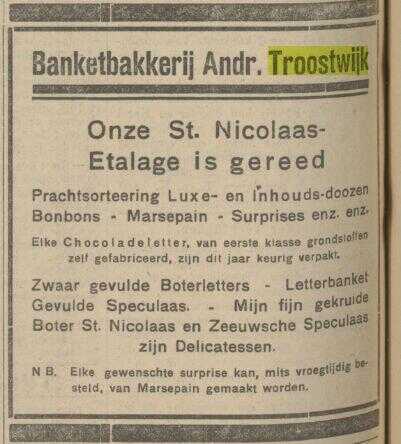 Banketbakkerij Andr. Troostwijk
Onze St. Nicolaas-
Etalage is gereed
Prachtsorteering Luxe- en Inhouds-doozen
Bonbons - Marsepain - Surprises enz. enz.
Elke Chocoladeletter, van eerste klasse grondstoffen
zelf gefabriceerd, zijn dit jaar keurig verpakt.
Zwaar gevulde Boterletters - Letterbanket
Gevulde Speculaas. - Mijn fijn gekruide
Boter St. Nicolaas en Zeeuwsche Speculaas
zijn Delicatessen.
N B. Elke gewenschte surprise kan, mits vroegtijdig be-
steld, van Marsepain gemaakt worden.